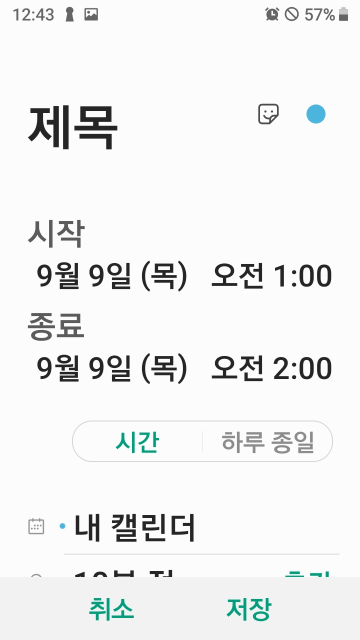 12:43 57%
제목
시작
9월 9일 (목) 오전 1:00
종료
9월 9일 (목) 오전 2:00
시간 하루 종일
내 캘린더
취소 저장